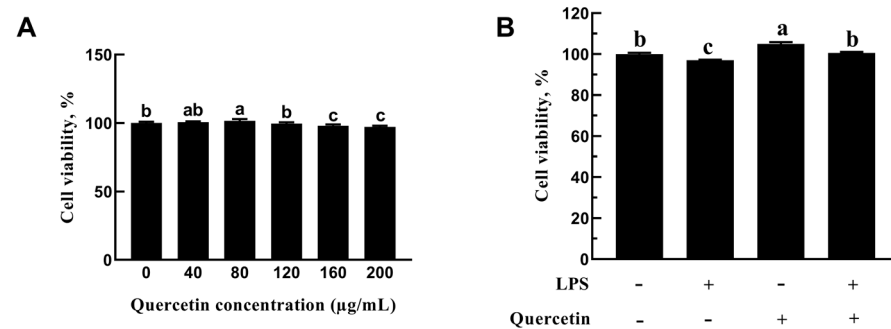 A
150
100
50
0
Cell viability, %
b ab a b c c
0 40 80 120 160 200
Quercetin concentration (µg/mL)
B
120
100
80
60
40
20
0
Cell viability, %
b c a b
LPS - + - +
Quercetin - - + +